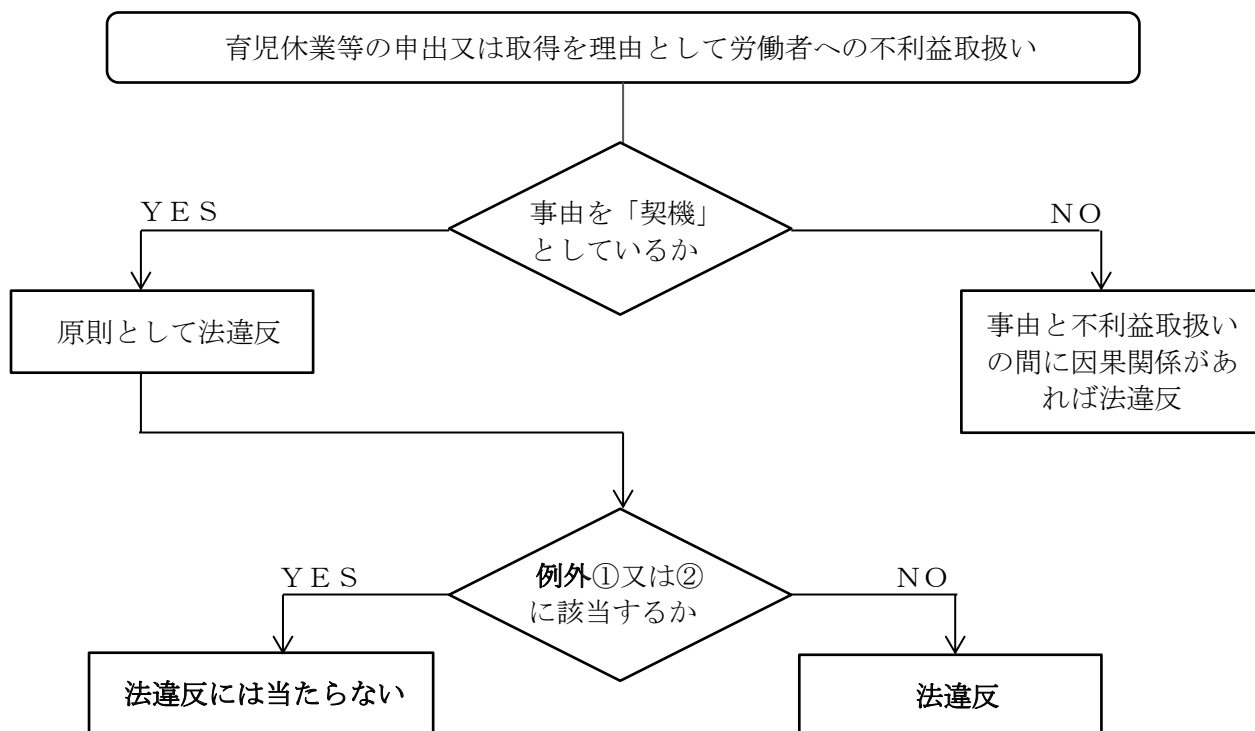 育児休業等の申出又は取得を理由として労働者への不利益取扱い
事由を「契機」
としているか
ＹＥＳ
ＮＯ
原則として法違反
事由と不利益取扱い
の間に因果関係があ
れば法違反
例外①又は②
に該当するか
ＹＥＳ
ＮＯ
法違反には当たらない
法違反